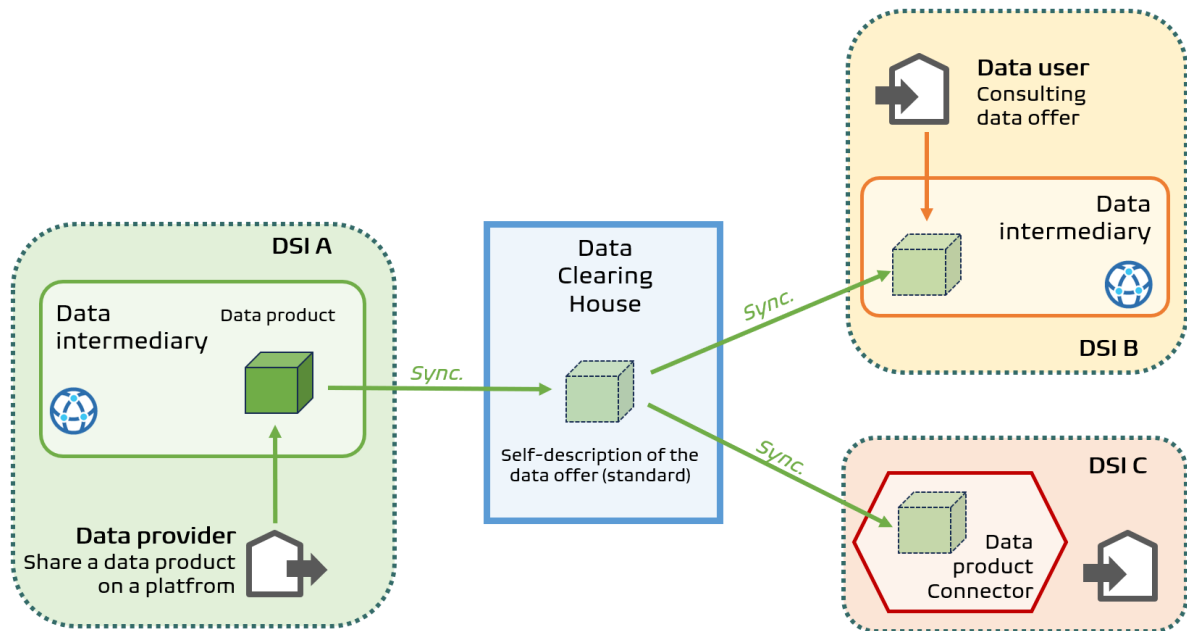 DSI A
Data
intermediary
Data product
Data provider
Share a data product
on a platfrom
Sync.
Data
Clearing
House
Self-description of the
data offer (standard)
Sync.
Sync.
Data user
Consulting
data offer
Data
intermediary
DSI B
DSI C
Data
product
Connector